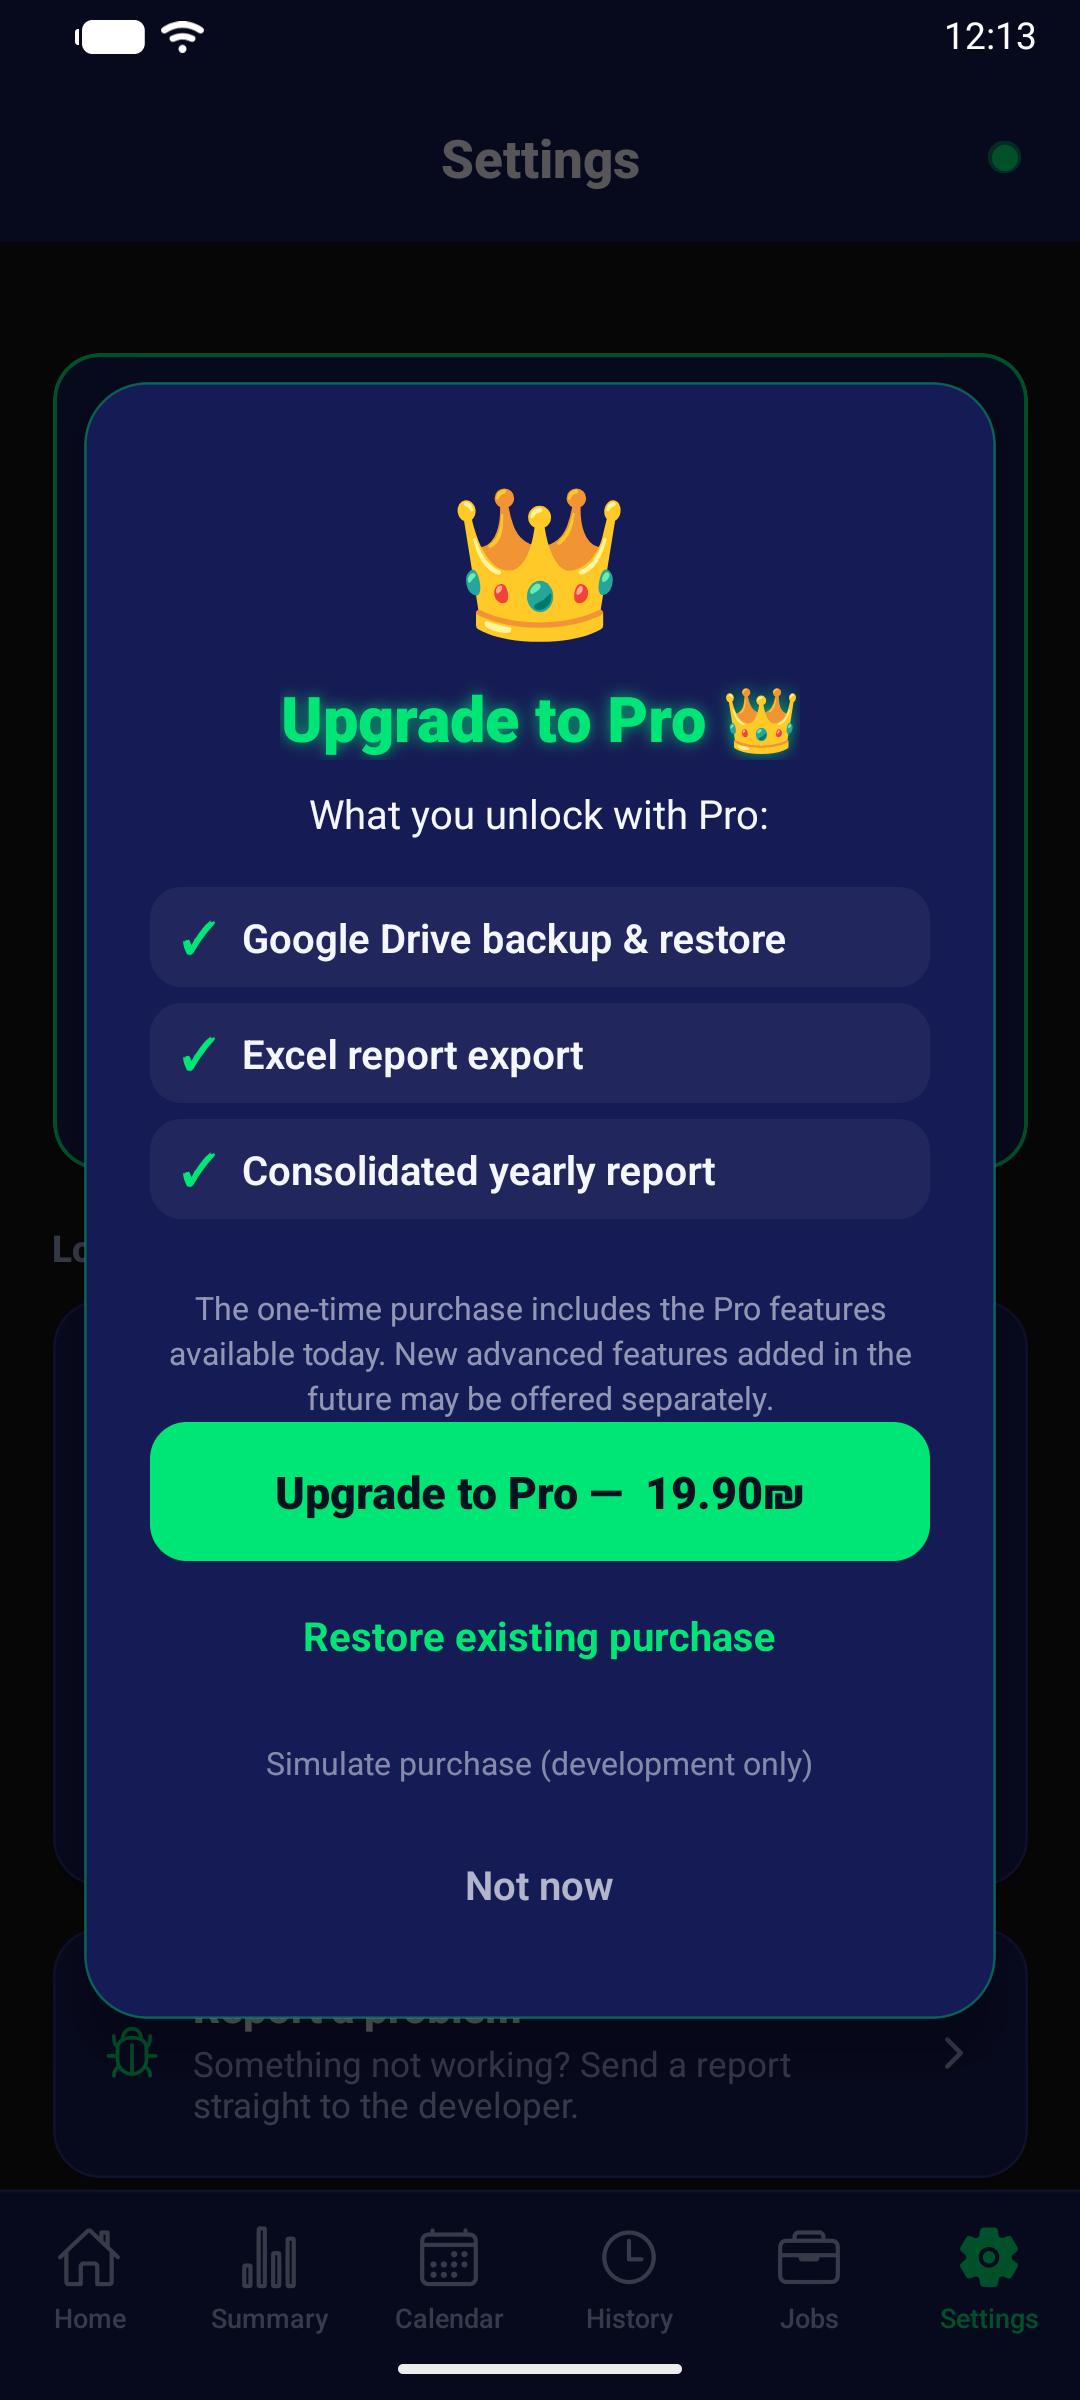 12:13
Settings
Upgrade to Pro 👑
What you unlock with Pro:
✓ Google Drive backup & restore
✓ Excel report export
✓ Consolidated yearly report
The one-time purchase includes the Pro features
available today. New advanced features added in the
future may be offered separately.
Upgrade to Pro — 19.90₪
Restore existing purchase
Simulate purchase (development only)
Not now
Report a problem
Something not working? Send a report
straight to the developer.
Home
Summary
Calendar
History
Jobs
Settings